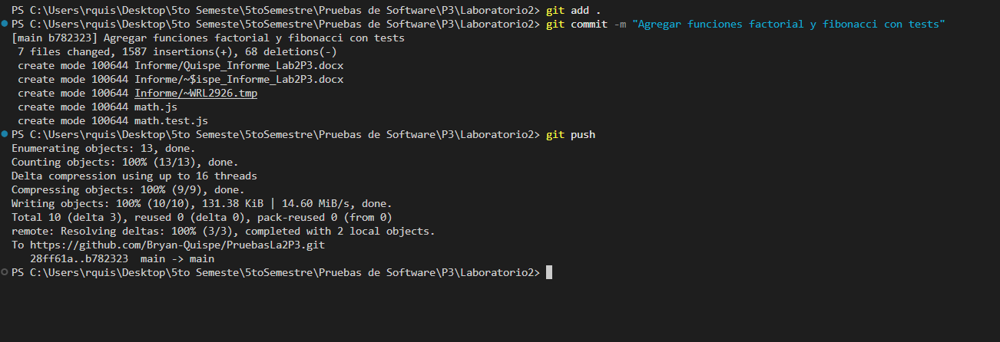 PS C:\Users\rquis\Desktop\5to Semeste\5toSemestre\Pruebas de Software\P3\Laboratorio2> git add .
PS C:\Users\rquis\Desktop\5to Semeste\5toSemestre\Pruebas de Software\P3\Laboratorio2> git commit -m "Agregar funciones factorial y fibonacci con tests"
[main b782323] Agregar funciones factorial y fibonacci con tests
 7 files changed, 1587 insertions(+), 68 deletions(-)
 create mode 100644 Informe/Quispe_Informe_Lab2P3.docx
 create mode 100644 Informe/~$ispe_Informe_Lab2P3.docx
 create mode 100644 Informe/~WRL2926.tmp
 create mode 100644 math.js
 create mode 100644 math.test.js
PS C:\Users\rquis\Desktop\5to Semeste\5toSemestre\Pruebas de Software\P3\Laboratorio2> git push
Enumerating objects: 13, done.
Counting objects: 100% (13/13), done.
Delta compression using up to 16 threads
Compressing objects: 100% (9/9), done.
Writing objects: 100% (10/10), 131.38 KiB | 14.60 MiB/s, done.
Total 10 (delta 3), reused 0 (delta 0), pack-reused 0 (from 0)
remote: Resolving deltas: 100% (3/3), completed with 2 local objects.
To https://github.com/Bryan-Quispe/PruebasLa2P3.git
   28ff61a..b782323  main -> main
PS C:\Users\rquis\Desktop\5to Semeste\5toSemestre\Pruebas de Software\P3\Laboratorio2>